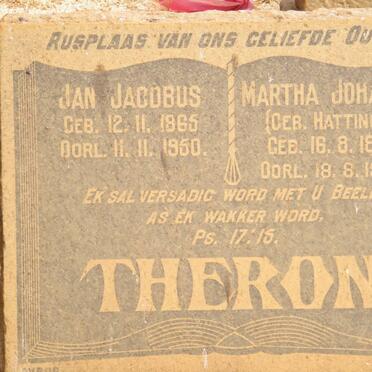 RUSPLAAS VAN ONS GELIEFDE OU
JAN JACOBUS
GEB. 12. 11. 1865
OORL. 11. 11. 1950.
MARTHA JOHA
(GEB. HATTIN
GEB. 16. 8. 18
OORL. 18. 8. 1
EK SAL VERSADIG WORD MET U BEEL
AS EK WAKKER WORD.
PS. 17:15.
THERON